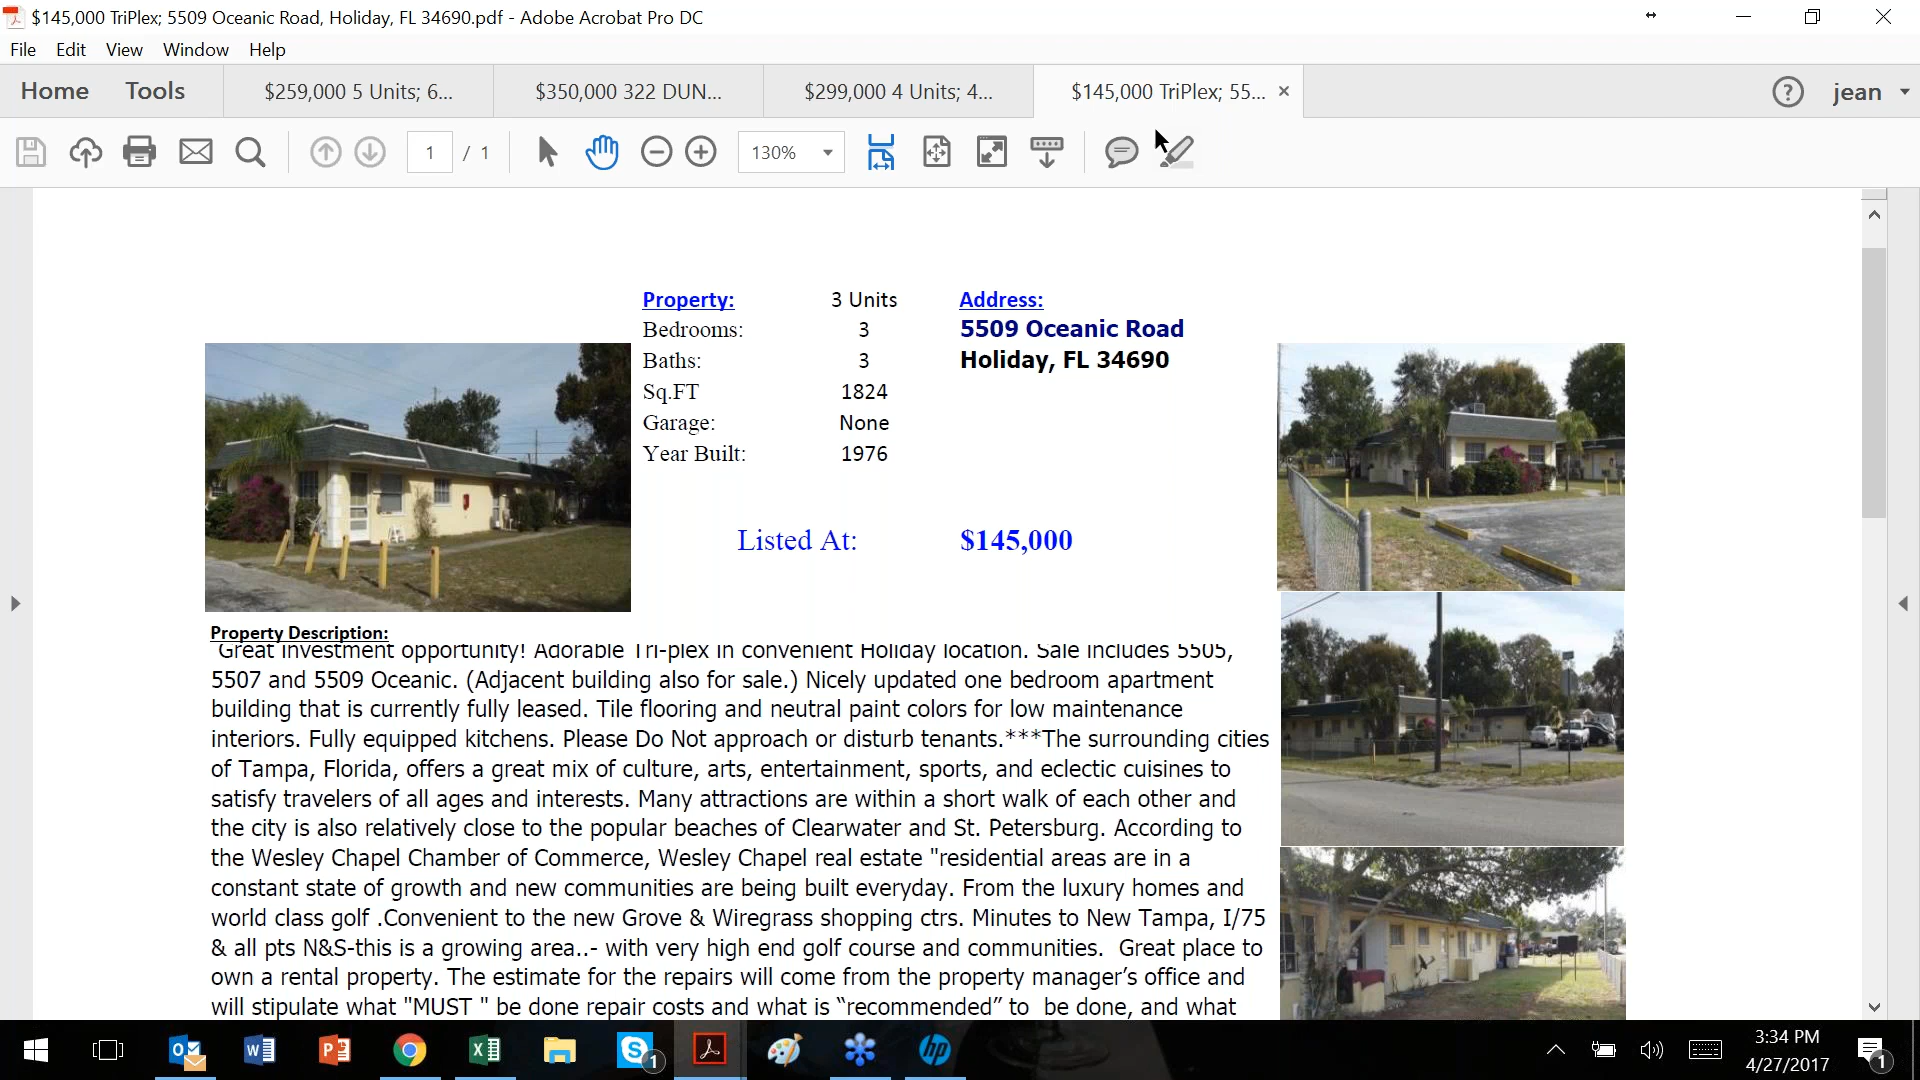 $145,000 TriPlex; 5509 Oceanic Road, Holiday, FL 34690.pdf - Adobe Acrobat Pro DC
File Edit View Window Help
Home Tools $259,000 5 Units; 6... $350,000 322 DUN... $299,000 4 Units; 4... $145,000 TriPlex; 55... × ? jean
1 / 1 130%
Property: 3 Units Address:
Bedrooms: 3 5509 Oceanic Road
Baths: 3 Holiday, FL 34690
Sq.FT 1824
Garage: None
Year Built: 1976
Listed At: $145,000
Property Description:
"Great investment opportunity! Adorable Tri-plex in convenient Holiday location. Sale includes 5505,
5507 and 5509 Oceanic. (Adjacent building also for sale.) Nicely updated one bedroom apartment
building that is currently fully leased. Tile flooring and neutral paint colors for low maintenance
interiors. Fully equipped kitchens. Please Do Not approach or disturb tenants.***The surrounding cities
of Tampa, Florida, offers a great mix of culture, arts, entertainment, sports, and eclectic cuisines to
satisfy travelers of all ages and interests. Many attractions are within a short walk of each other and
the city is also relatively close to the popular beaches of Clearwater and St. Petersburg. According to
the Wesley Chapel Chamber of Commerce, Wesley Chapel real estate "residential areas are in a
constant state of growth and new communities are being built everyday. From the luxury homes and
world class golf .Convenient to the new Grove & Wiregrass shopping ctrs. Minutes to New Tampa, I/75
& all pts N&S-this is a growing area..- with very high end golf course and communities.  Great place to
own a rental property. The estimate for the repairs will come from the property manager’s office and
will stipulate what "MUST " be done repair costs and what is “recommended” to  be done, and what
1 3:34 PM
4/27/2017 1